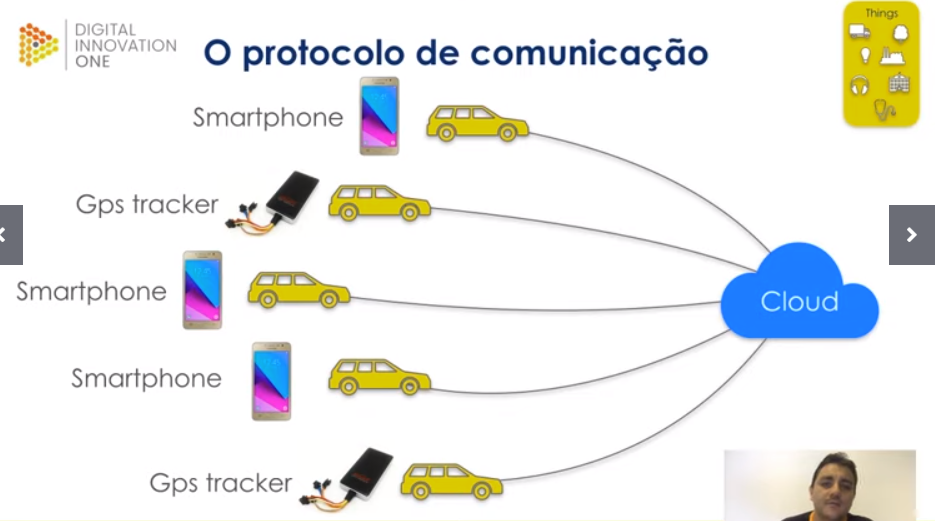 DIGITAL
INNOVATION
ONE
O protocolo de comunicação
Things
Smartphone
Gps tracker
Smartphone
Cloud
Smartphone
Gps tracker